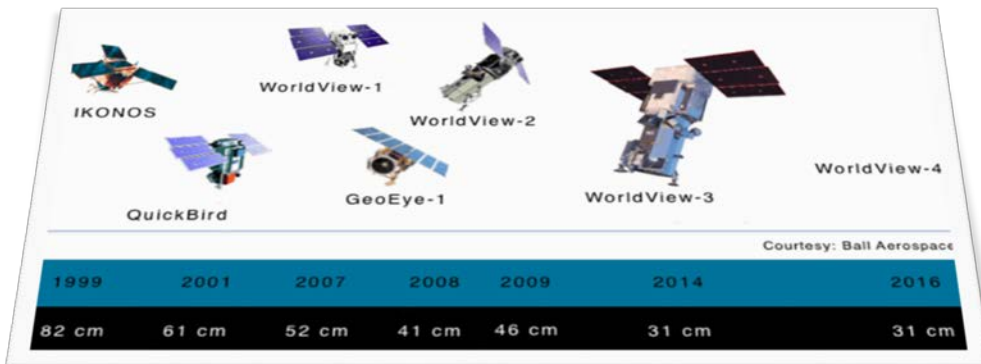 WorldView-1
IKONOS
WorldView-2
WorldView-4
GeoEye-1
WorldView-3
QuickBird
Courtesy: Ball Aerospace
1999 2001 2007 2008 2009 2014 2016
82 cm 61 cm 52 cm 41 cm 46 cm 31 cm 31 cm